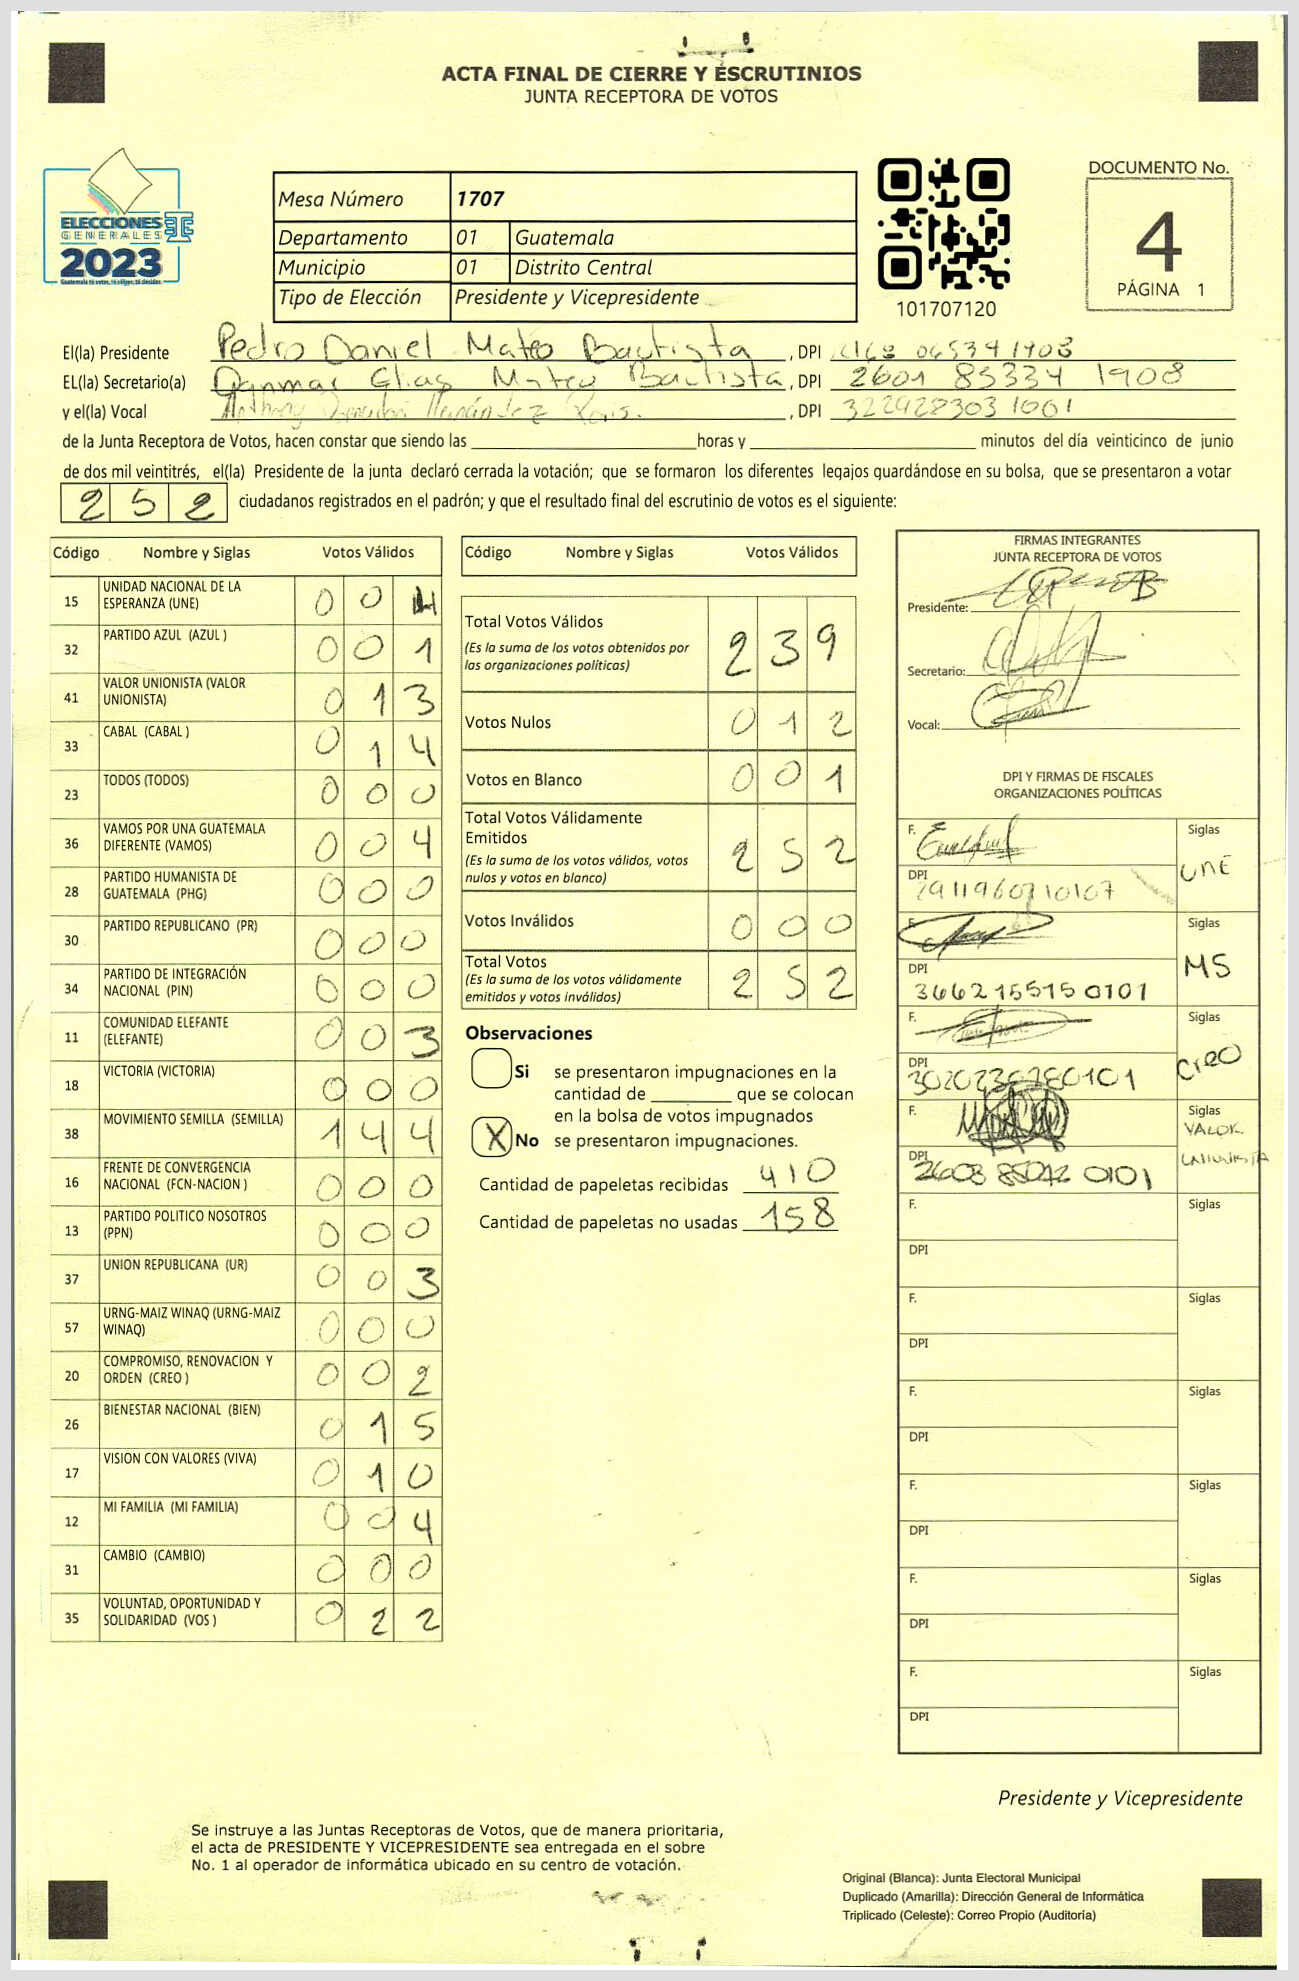 ACTA FINAL DE CIERRE Y ESCRUTINIOS
JUNTA RECEPTORA DE VOTOS
ELECCIONES
GENERALES
2023
Mesa Número 1707
Departamento 01 Guatemala
Municipio 01 Distrito Central
Tipo de Elección Presidente y Vicepresidente
101707120
DOCUMENTO No.
4
PÁGINA 1
El(la) Presidente Pedro Daniel Mateo Bautista, DPI
EL(la) Secretario(a) Elias Mateo Bautista, DPI 2601 85334 1908
y el(la) Vocal Anthony Hernández, DPI 322928303 1001
de la Junta Receptora de Votos, hacen constar que siendo las horas y minutos del día veinticinco de junio
de dos mil veintitrés, el(la) Presidente de la junta declaró cerrada la votación; que se formaron los diferentes legajos guardándose en su bolsa, que se presentaron a votar
252 ciudadanos registrados en el padrón; y que el resultado final del escrutinio de votos es el siguiente:
Código Nombre y Siglas Votos Válidos
15 UNIDAD NACIONAL DE LA ESPERANZA (UNE) 0 0 4
32 PARTIDO AZUL (AZUL ) 0 0 1
41 VALOR UNIONISTA (VALOR UNIONISTA) 0 1 3
33 CABAL (CABAL ) 0 1 4
23 TODOS (TODOS) 0 0 0
36 VAMOS POR UNA GUATEMALA DIFERENTE (VAMOS) 0 0 4
28 PARTIDO HUMANISTA DE GUATEMALA (PHG) 0 0 0
30 PARTIDO REPUBLICANO (PR) 0 0 0
34 PARTIDO DE INTEGRACIÓN NACIONAL (PIN) 0 0 0
11 COMUNIDAD ELEFANTE (ELEFANTE) 0 0 3
18 VICTORIA (VICTORIA) 0 0 0
38 MOVIMIENTO SEMILLA (SEMILLA) 1 4 4
16 FRENTE DE CONVERGENCIA NACIONAL (FCN-NACION ) 0 0 0
13 PARTIDO POLITICO NOSOTROS (PPN) 0 0 0
37 UNION REPUBLICANA (UR) 0 0 3
57 URNG-MAIZ WINAQ (URNG-MAIZ WINAQ) 0 0 0
20 COMPROMISO, RENOVACION Y ORDEN (CREO ) 0 0 2
26 BIENESTAR NACIONAL (BIEN) 0 1 5
17 VISION CON VALORES (VIVA) 0 1 0
12 MI FAMILIA (MI FAMILIA) 0 0 4
31 CAMBIO (CAMBIO) 0 0 0
35 VOLUNTAD, OPORTUNIDAD Y SOLIDARIDAD (VOS ) 0 2 2
Código Nombre y Siglas Votos Válidos
Total Votos Válidos 2 3 9
(Es la suma de los votos obtenidos por
las organizaciones políticas)
Votos Nulos 0 1 2
Votos en Blanco 0 0 1
Total Votos Válidamente
Emitidos 2 5 2
(Es la suma de los votos válidos, votos
nulos y votos en blanco)
Votos Inválidos 0 0 0
Total Votos 2 5 2
(Es la suma de los votos válidamente
emitidos y votos inválidos)
Observaciones
Si se presentaron impugnaciones en la
cantidad de que se colocan
en la bolsa de votos impugnados
X No se presentaron impugnaciones.
Cantidad de papeletas recibidas 410
Cantidad de papeletas no usadas 158
FIRMAS INTEGRANTES
JUNTA RECEPTORA DE VOTOS
Presidente:
Secretario:
Vocal:
DPI Y FIRMAS DE FISCALES
ORGANIZACIONES POLÍTICAS
F. Siglas
UNE
DPI
F. Siglas
MS
DPI
3662155150101
F. Siglas
CREO
DPI
F. Siglas
VALOR
UNIONISTA
DPI
F. Siglas
DPI
F. Siglas
DPI
F. Siglas
DPI
F. Siglas
DPI
F. Siglas
DPI
F. Siglas
DPI
Presidente y Vicepresidente
Se instruye a las Juntas Receptoras de Votos, que de manera prioritaria,
el acta de PRESIDENTE Y VICEPRESIDENTE sea entregada en el sobre
No. 1 al operador de informática ubicado en su centro de votación.
Original (Blanca): Junta Electoral Municipal
Duplicado (Amarilla): Dirección General de Informática
Triplicado (Celeste): Correo Propio (Auditoría)